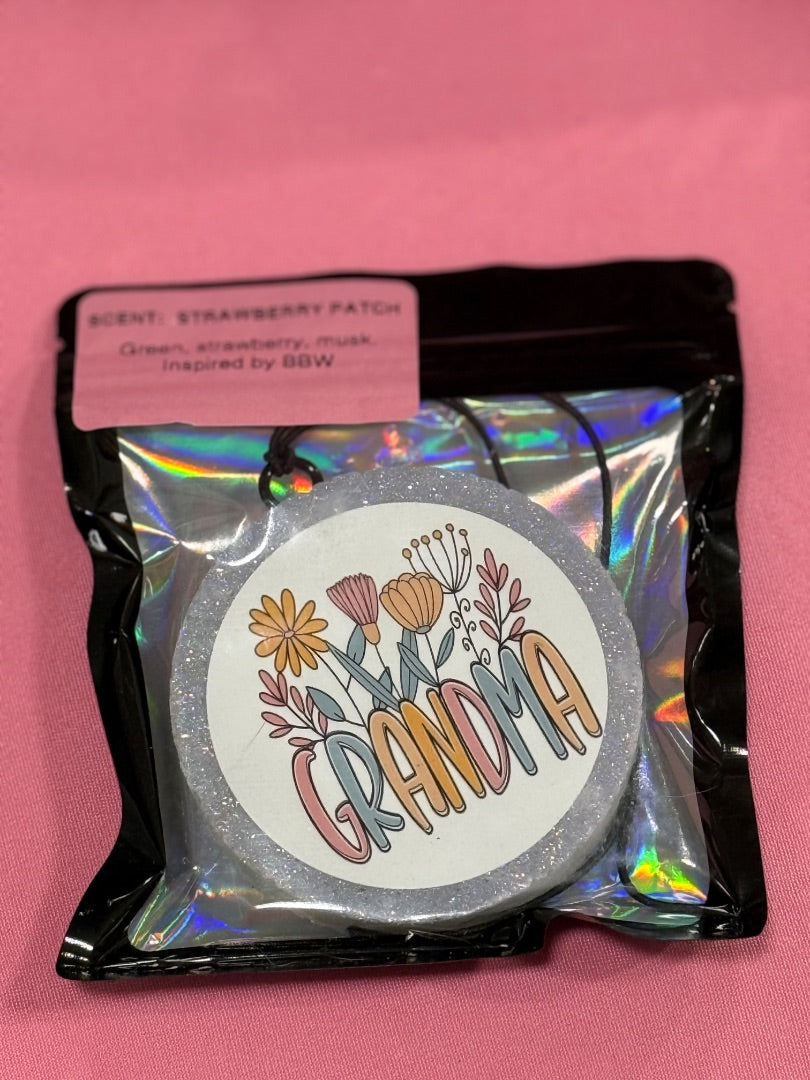 SCENT: STRAWBERRY PATCH
Green, strawberry, musk.
Inspired by BBW
GRANDMA